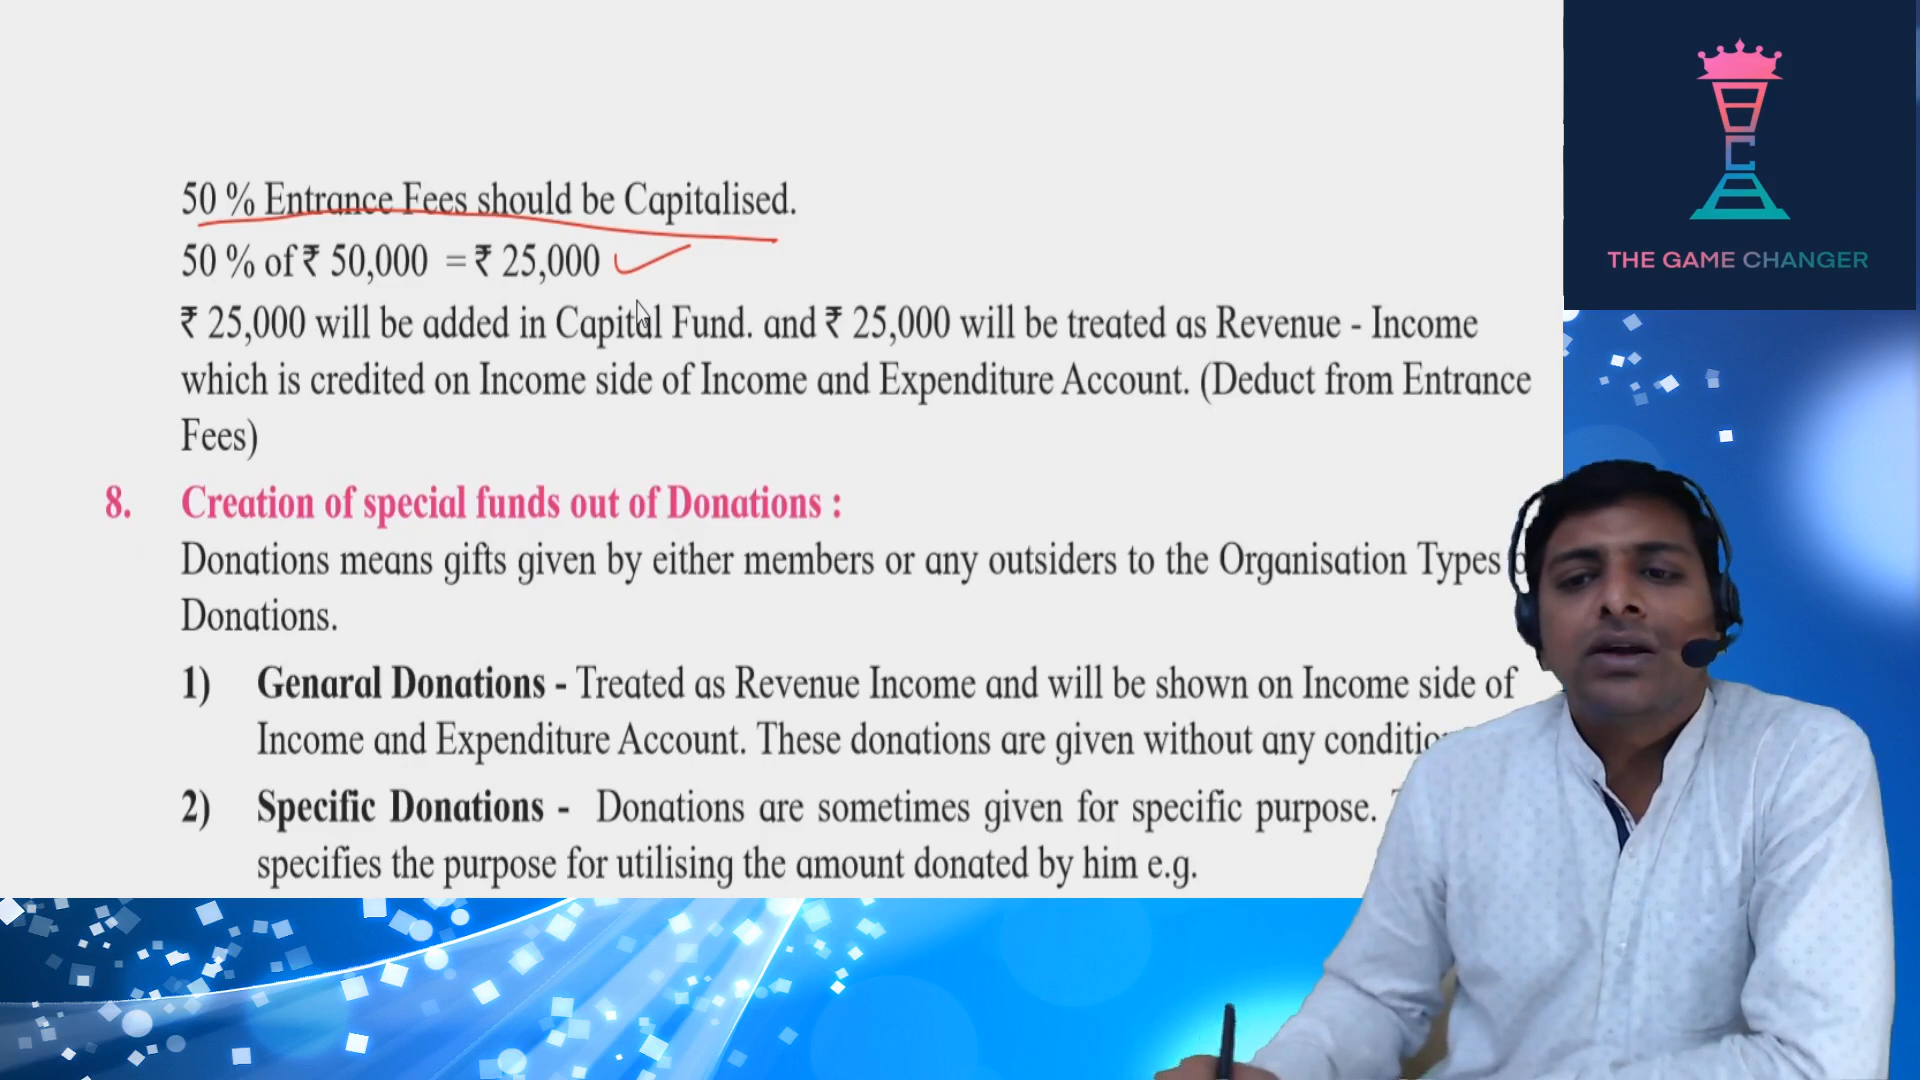 50 % Entrance Fees should be Capitalised.
50 % of ₹ 50,000 = ₹ 25,000
₹ 25,000 will be added in Capital Fund. and ₹ 25,000 will be treated as Revenue - Income
which is credited on Income side of Income and Expenditure Account. (Deduct from Entrance
Fees)
8. Creation of special funds out of Donations :
Donations means gifts given by either members or any outsiders to the Organisation Types
Donations.
1) Genaral Donations - Treated as Revenue Income and will be shown on Income side of
Income and Expenditure Account. These donations are given without any
2) Specific Donations - Donations are sometimes given for specific purpose.
specifies the purpose for utilising the amount donated by him e.g.
THE GAME CHANGER